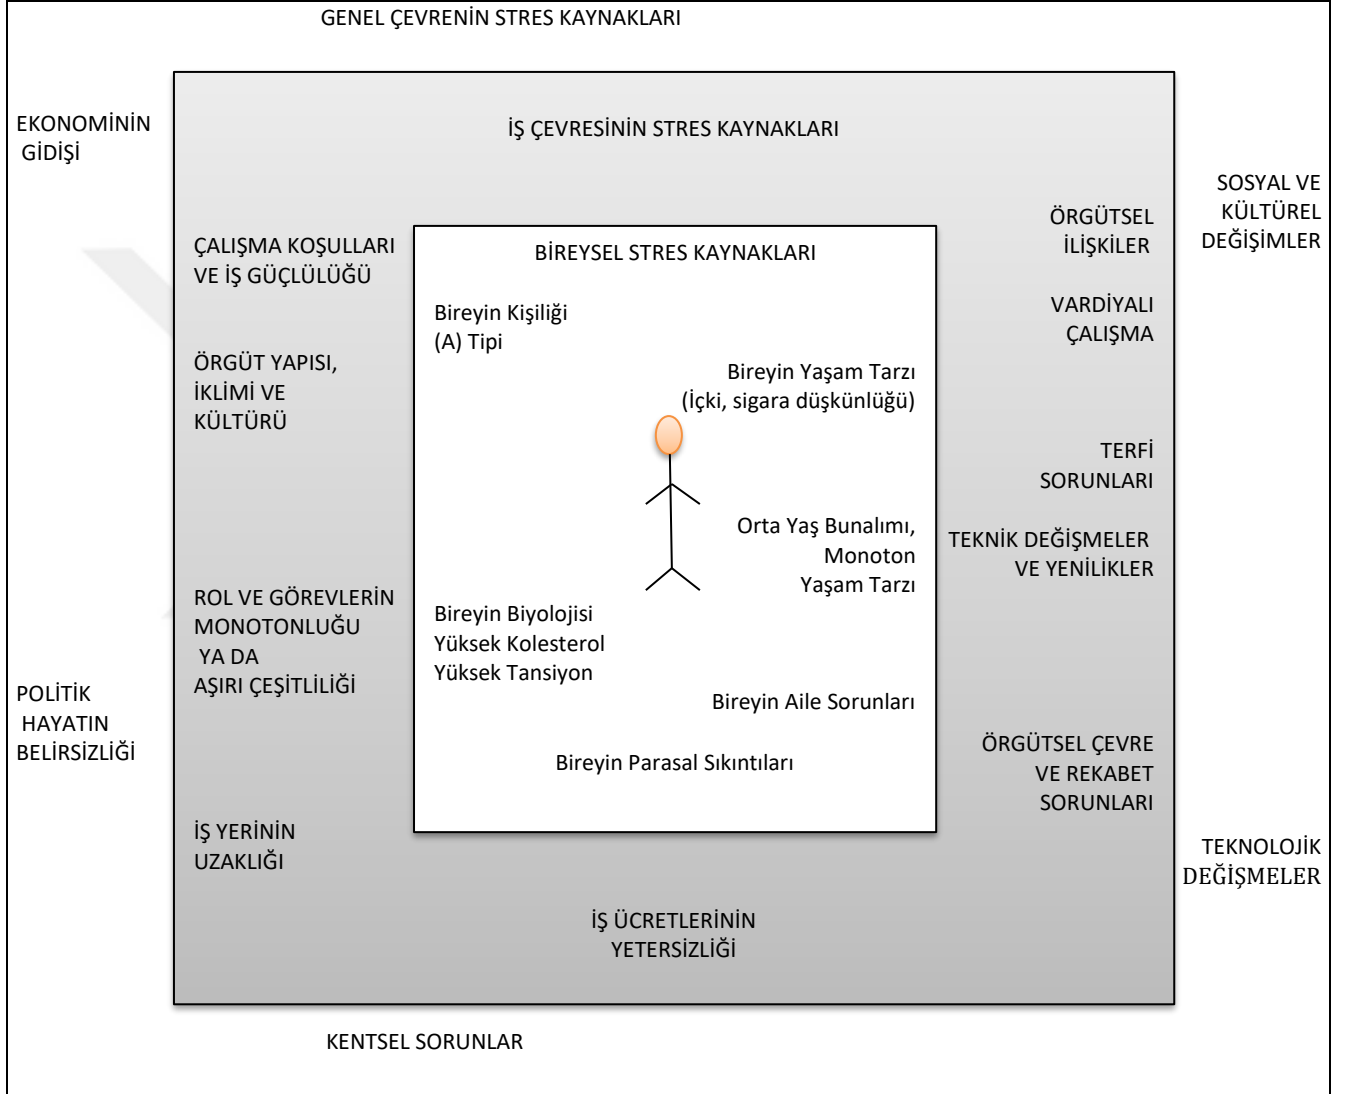 GENEL ÇEVRENİN STRES KAYNAKLARI
EKONOMİNİN
GİDİŞİ
POLİTİK
HAYATIN
BELİRSİZLİĞİ
İŞ ÇEVRESİNİN STRES KAYNAKLARI
ÇALIŞMA KOŞULLARI
VE İŞ GÜÇLÜLÜĞÜ
ÖRGÜT YAPISI,
İKLİMİ VE
KÜLTÜRÜ
ROL VE GÖREVLERİN
MONOTONLUĞU
YA DA
AŞIRI ÇEŞİTLİLİĞİ
İŞ YERİNİN
UZAKLIĞI
BİREYSEL STRES KAYNAKLARI
Bireyin Kişiliği
(A) Tipi
Bireyin Yaşam Tarzı
(İçki, sigara düşkünlüğü)
Orta Yaş Bunalımı,
Monoton
Yaşam Tarzı
Bireyin Biyolojisi
Yüksek Kolesterol
Yüksek Tansiyon
Bireyin Aile Sorunları
Bireyin Parasal Sıkıntıları
ÖRGÜTSEL
İLİŞKİLER
VARDİYALI
ÇALIŞMA
TERFİ
SORUNLARI
TEKNİK DEĞİŞMELER
VE YENİLİKLER
ÖRGÜTSEL ÇEVRE
VE REKABET
SORUNLARI
İŞ ÜCRETLERİNİN
YETERSİZLİĞİ
SOSYAL VE
KÜLTÜREL
DEĞİŞİMLER
TEKNOLOJİK
DEĞİŞMELER
KENTSEL SORUNLAR